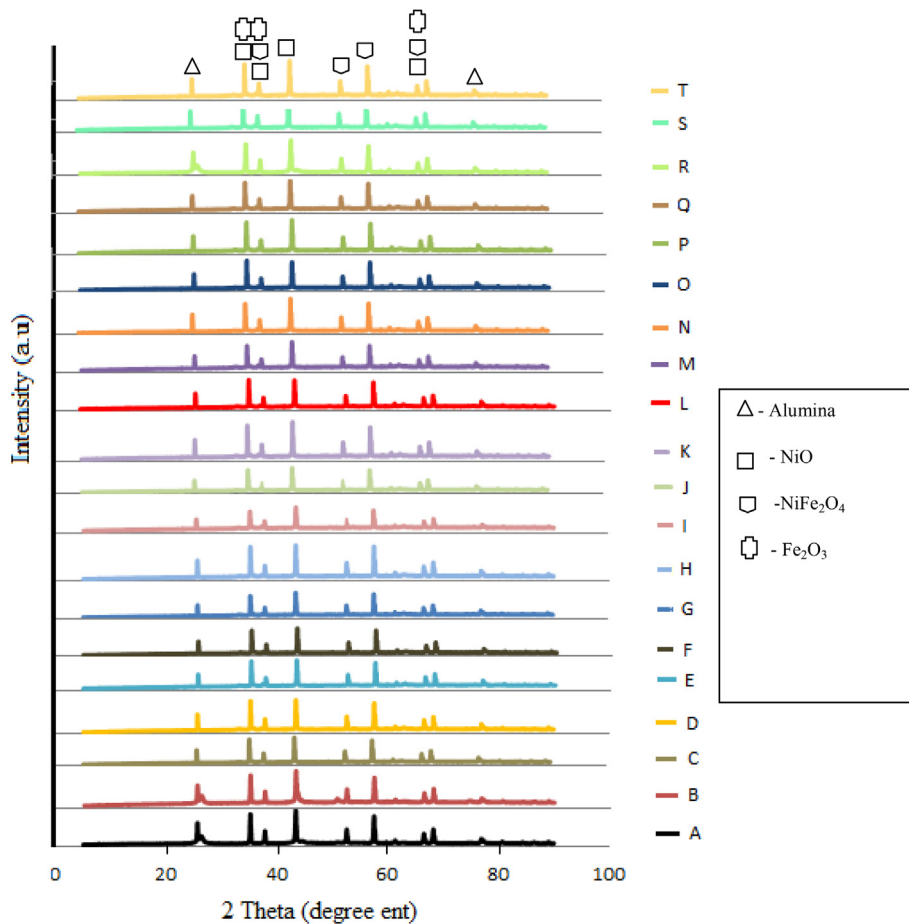 T
S
R
Q
P
O
N
M
L
K
J
I
H
G
F
E
D
C
B
A
- Alumina
- NiO
-NiFe₂O₄
- Fe₂O₃
Intensity (a.u)
0 20 40 60 80 100
2 Theta (degree ent)